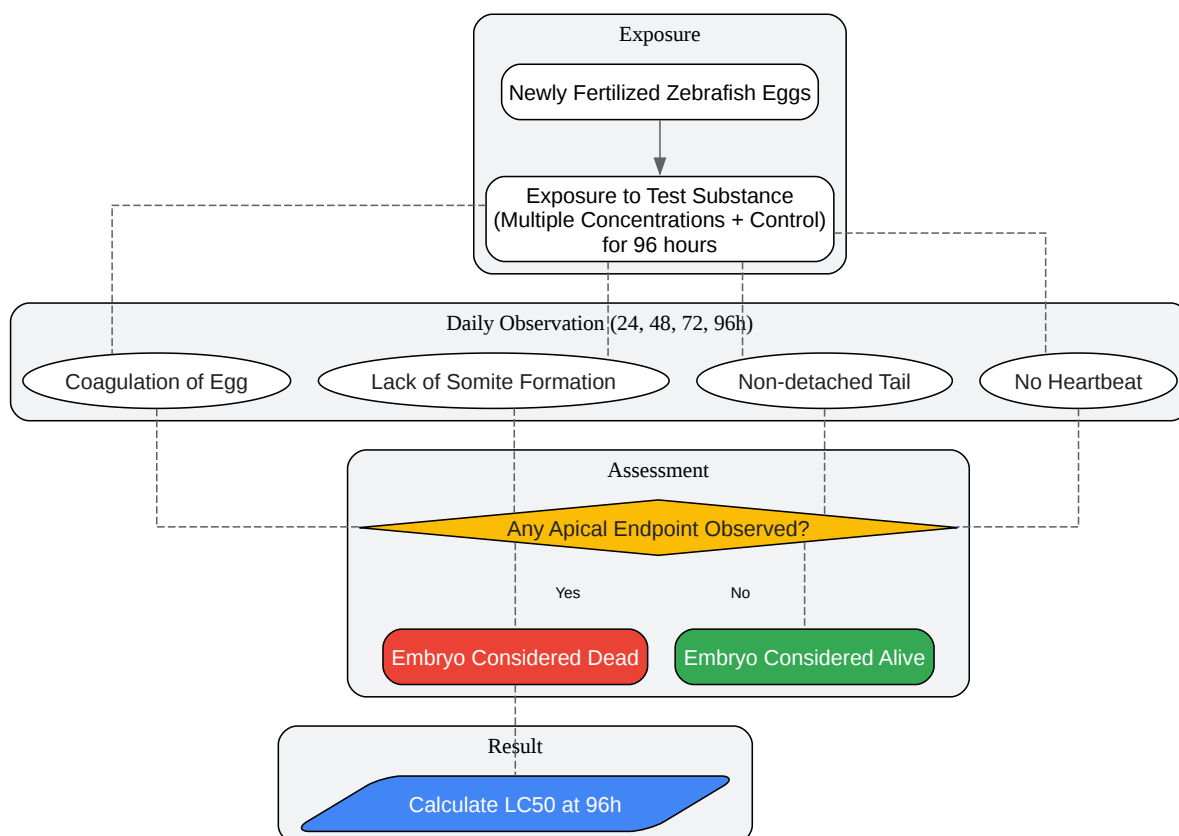 Exposure
Newly Fertilized Zebrafish Eggs
Exposure to Test Substance
(Multiple Concentrations + Control)
for 96 hours
Daily Observation (24, 48, 72, 96h)
Coagulation of Egg
Lack of Somite Formation
Non-detached Tail
No Heartbeat
Assessment
Any Apical Endpoint Observed?
Yes
No
Embryo Considered Dead
Embryo Considered Alive
Result
Calculate LC50 at 96h